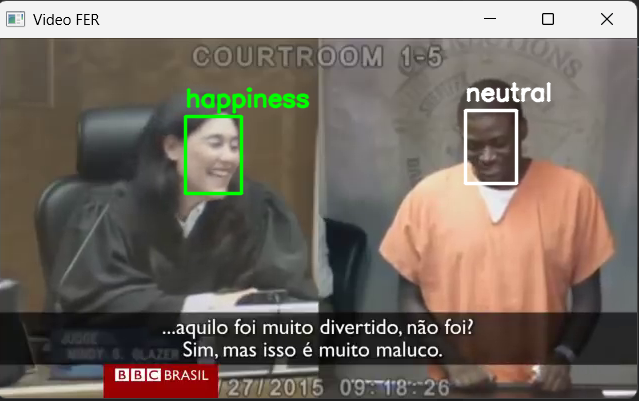 Video FER
COURTROOM 1-5
happiness
neutral
...aquilo foi muito divertido, não foi?
Sim, mas isso é muito maluco.
JUDGE
BBC BRASIL
/27/2015 09:18:26